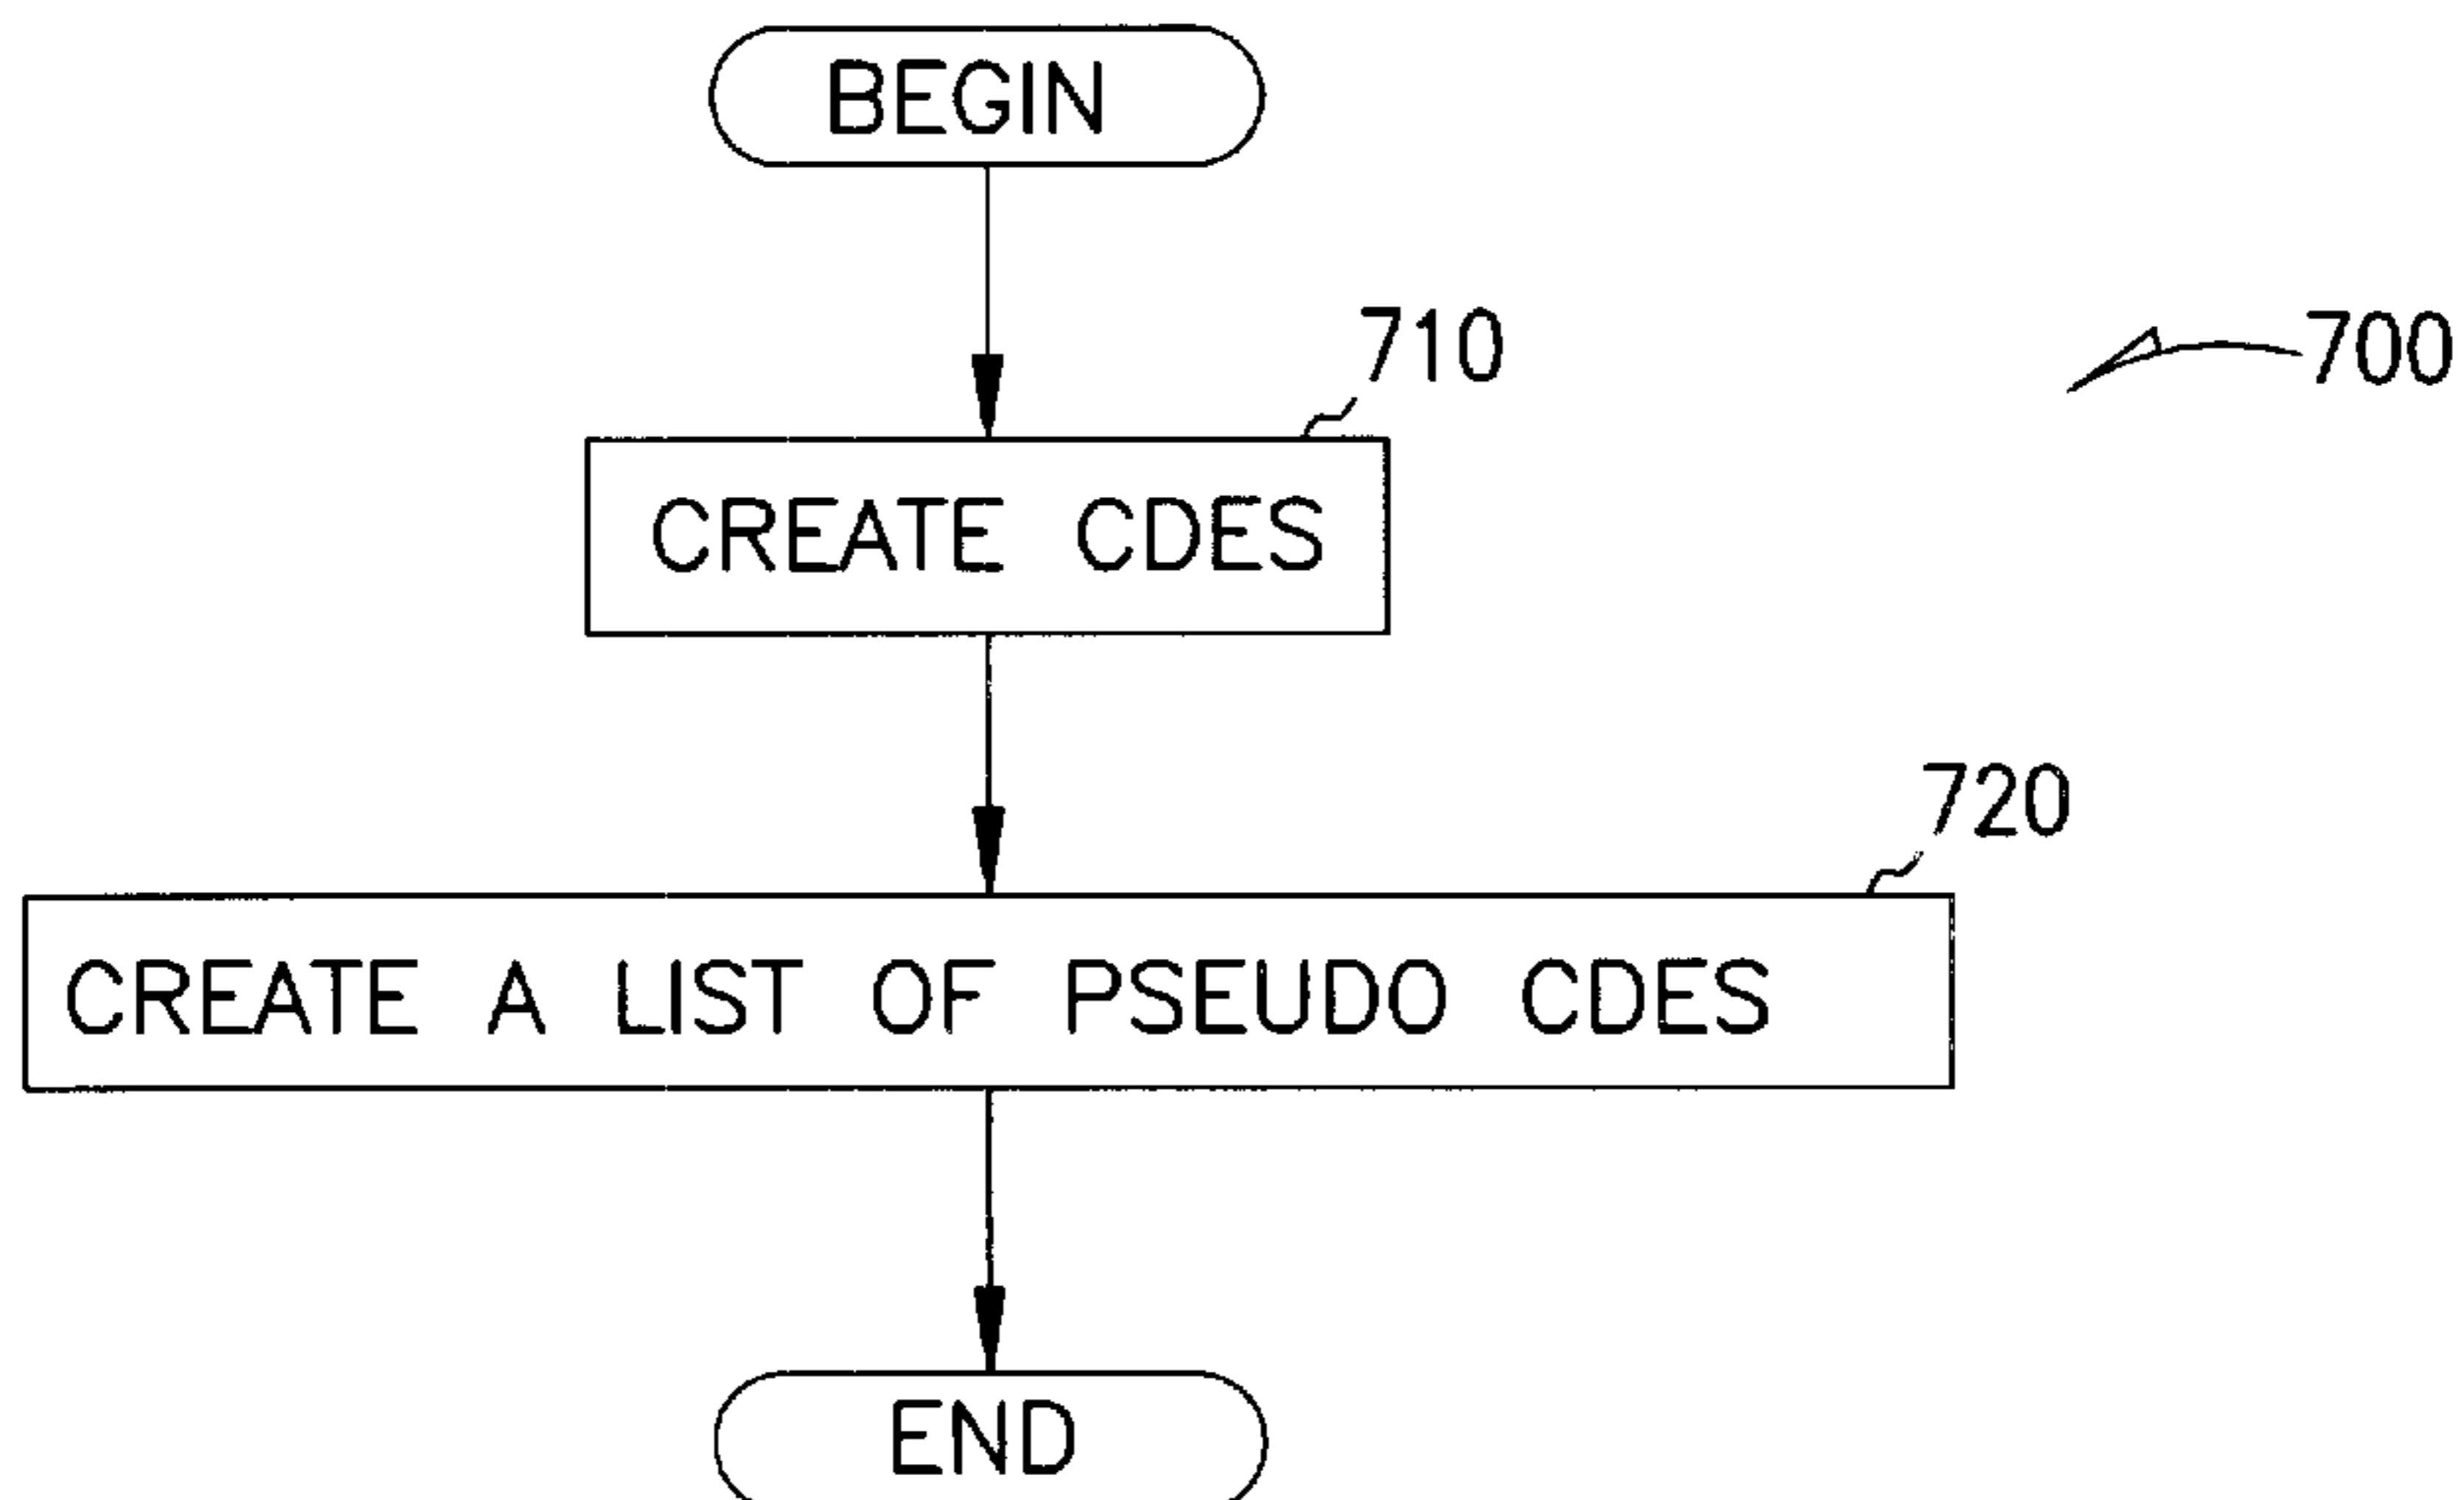 BEGIN
710
700
CREATE CDES
720
CREATE A LIST OF PSEUDO CDES
END